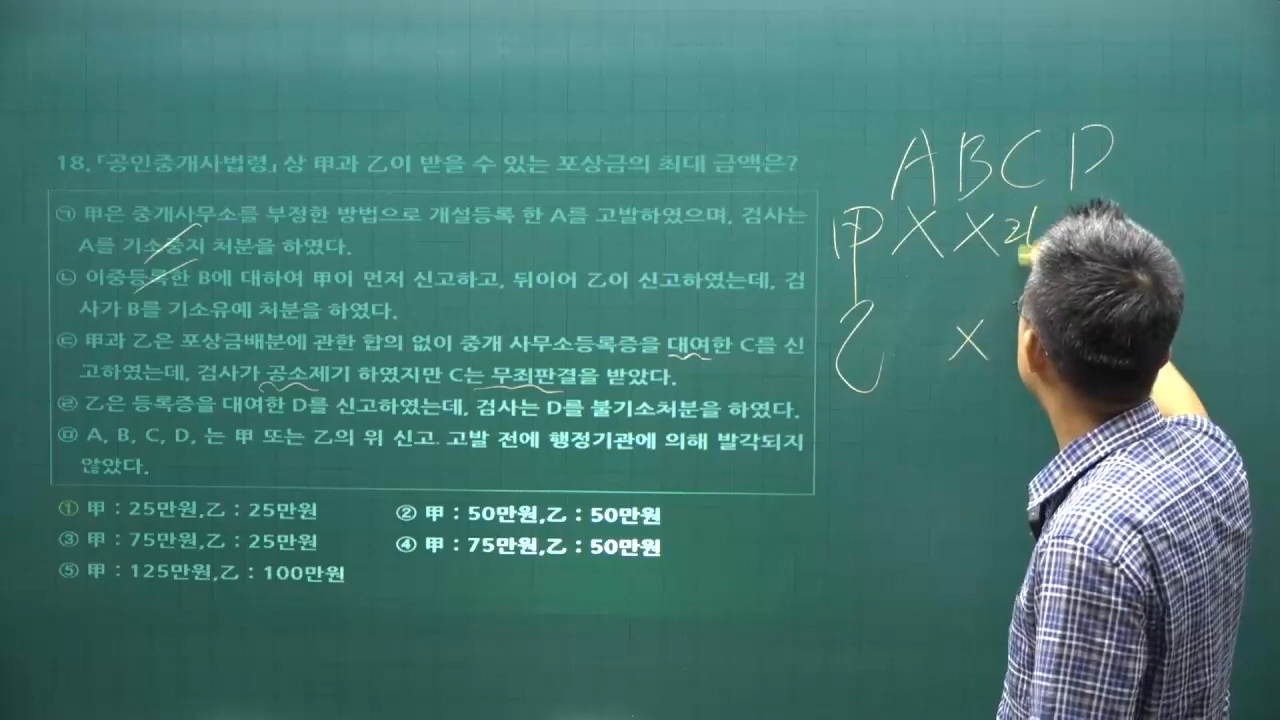 18. 「공인중개사법령」상 甲과 乙이 받을 수 있는 포상금의 최대 금액은?
㉠ 甲은 중개사무소를 부정한 방법으로 개설등록 한 A를 고발하였으며, 검사는
A를 기소중지 처분을 하였다.
㉡ 이중등록한 B에 대하여 甲이 먼저 신고하고, 뒤이어 乙이 신고하였는데, 검
사가 B를 기소유예 처분을 하였다.
㉢ 甲과 乙은 포상금배분에 관한 합의 없이 중개 사무소등록증을 대여한 C를 신
고하였는데, 검사가 공소제기 하였지만 C는 무죄판결을 받았다.
㉣ 乙은 등록증을 대여한 D를 신고하였는데, 검사는 D를 불기소처분을 하였다.
㉤ A, B, C, D, 는 甲 또는 乙의 위 신고. 고발 전에 행정기관에 의해 발각되지
않았다.
① 甲 : 25만원,乙 : 25만원 ② 甲 : 50만원,乙 : 50만원
③ 甲 : 75만원,乙 : 25만원 ④ 甲 : 75만원,乙 : 50만원
⑤ 甲 : 125만원,乙 : 100만원
A B C D
甲 X X
乙 X